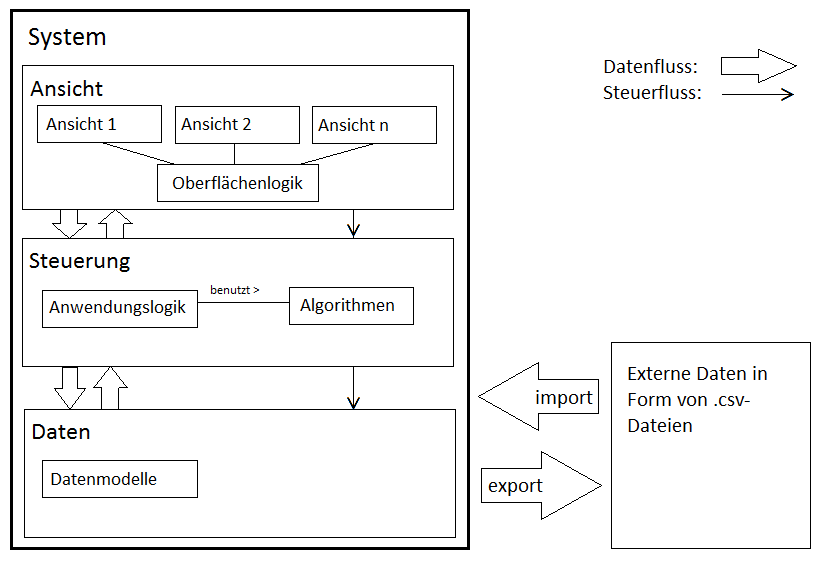 System
Ansicht
Ansicht 1
Ansicht 2
Ansicht n
Oberflächenlogik
Steuerung
Anwendungslogik
benutzt >
Algorithmen
Daten
Datenmodelle
Datenfluss:
Steuerfluss:
import
export
Externe Daten in
Form von .csv-
Dateien